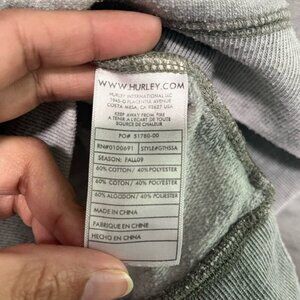 WWW.HURLEY.COM
HURLEY INTERNATIONAL LLC
1945-G PLACENTIA AVENUE
COSTA MESA, CA 92627 USA
KEEP AWAY FROM FIRE
A TENIR A L'ECART DE TOUTE
SOURCE DE CHALEUR
PO# 51780-00
RN#0100691 STYLE#GTHSSA
SEASON: FALL09
60% COTTON/ 40% POLYESTER
60% COTON/ 40% POLYESTER
60% ALGODON/ 40% POLIESTER
MADE IN CHINA
FABRIQUE EN CHINE
HECHO EN CHINA